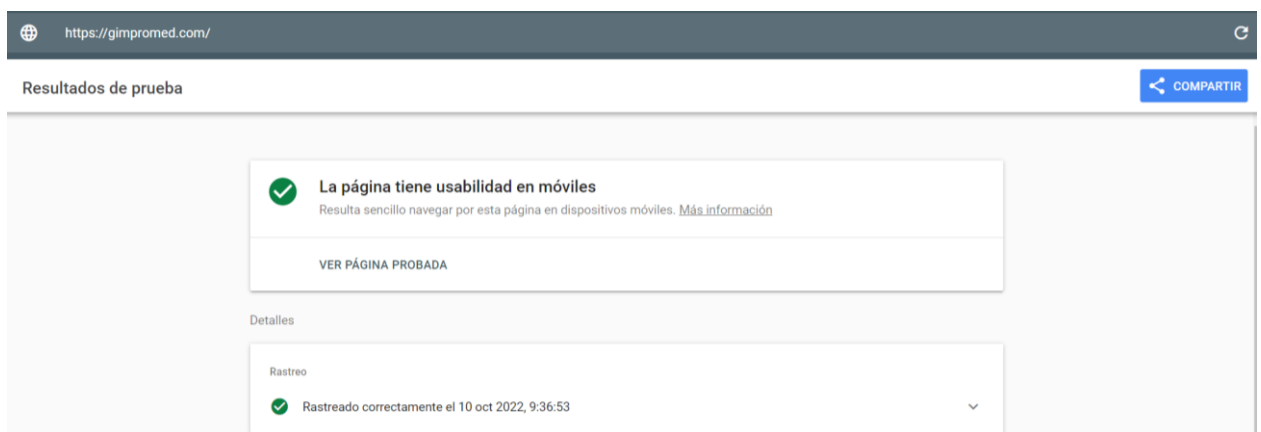 https://gimpromed.com/
Resultados de prueba
COMPARTIR
La página tiene usabilidad en móviles
Resulta sencillo navegar por esta página en dispositivos móviles. Más información
VER PÁGINA PROBADA
Detalles
Rastreo
Rastreado correctamente el 10 oct 2022, 9:36:53